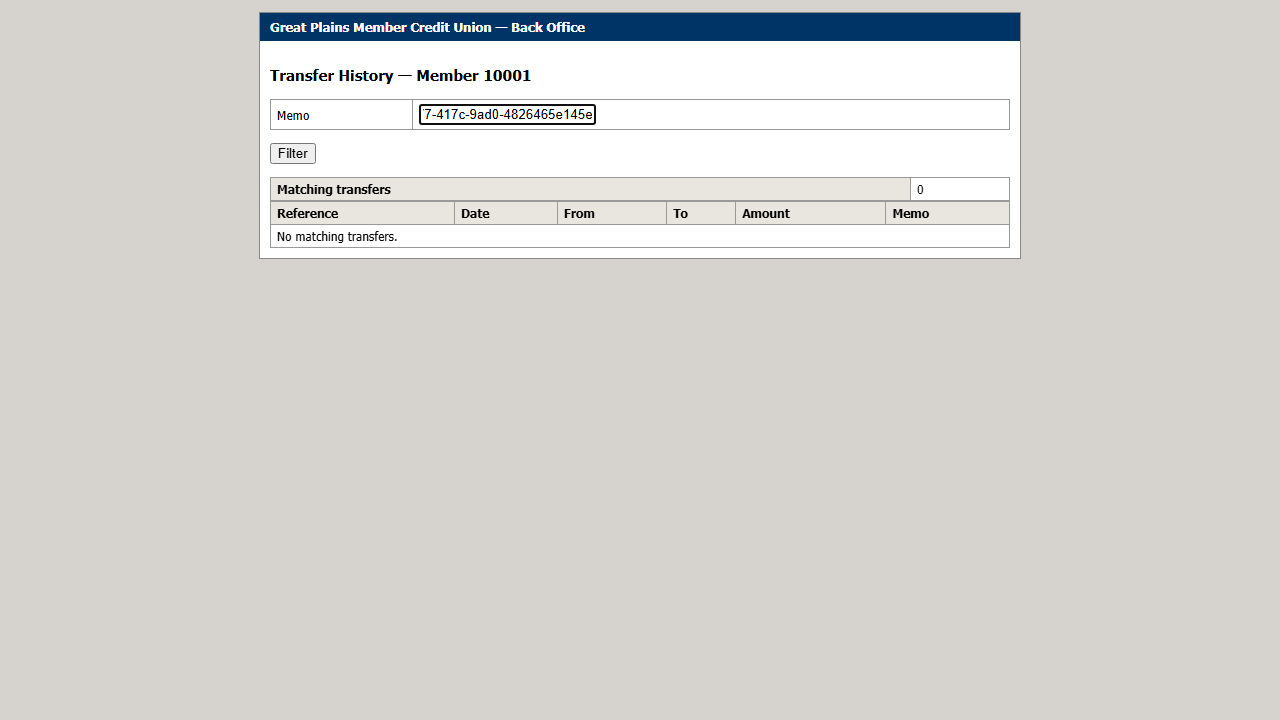 Great Plains Member Credit Union — Back Office
Transfer History — Member 10001
Memo
7-417c-9ad0-4826465e145e
Filter
Matching transfers 0
Reference Date From To Amount Memo
No matching transfers.